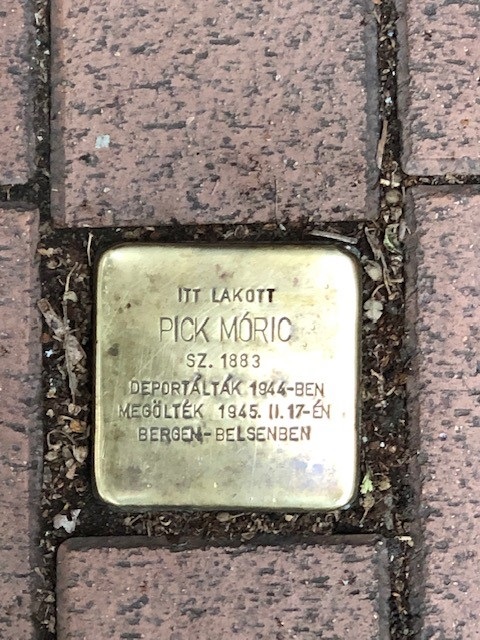 ITT LAKOTT
PICK MÓRIC
SZ. 1883
DEPORTÁLTÁK 1944-BEN
MEGÖLTÉK 1945. II. 17-ÉN
BERGEN-BELSENBEN